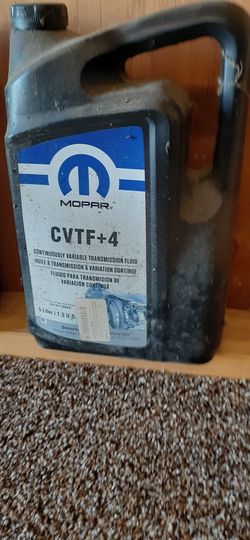 MOPAR
CVTF+4
CONTINUOUSLY VARIABLE TRANSMISSION FLUID
HUILE À TRANSMISSION À VARIATION CONTINUE
FLUIDO PARA TRANSMISIÓN DE
VARIACIÓN CONTINUA
5 Liter / 1.3 U.S.